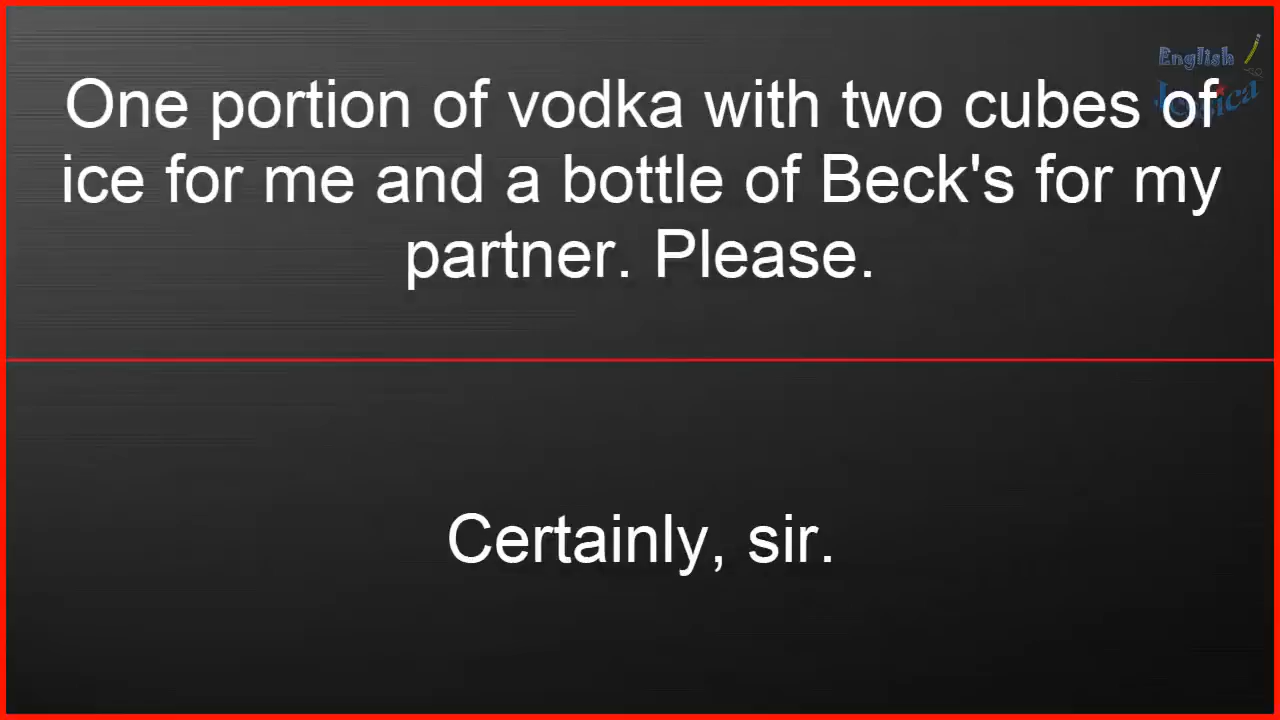 English
Jessica
One portion of vodka with two cubes of
ice for me and a bottle of Beck's for my
partner. Please.
Certainly, sir.